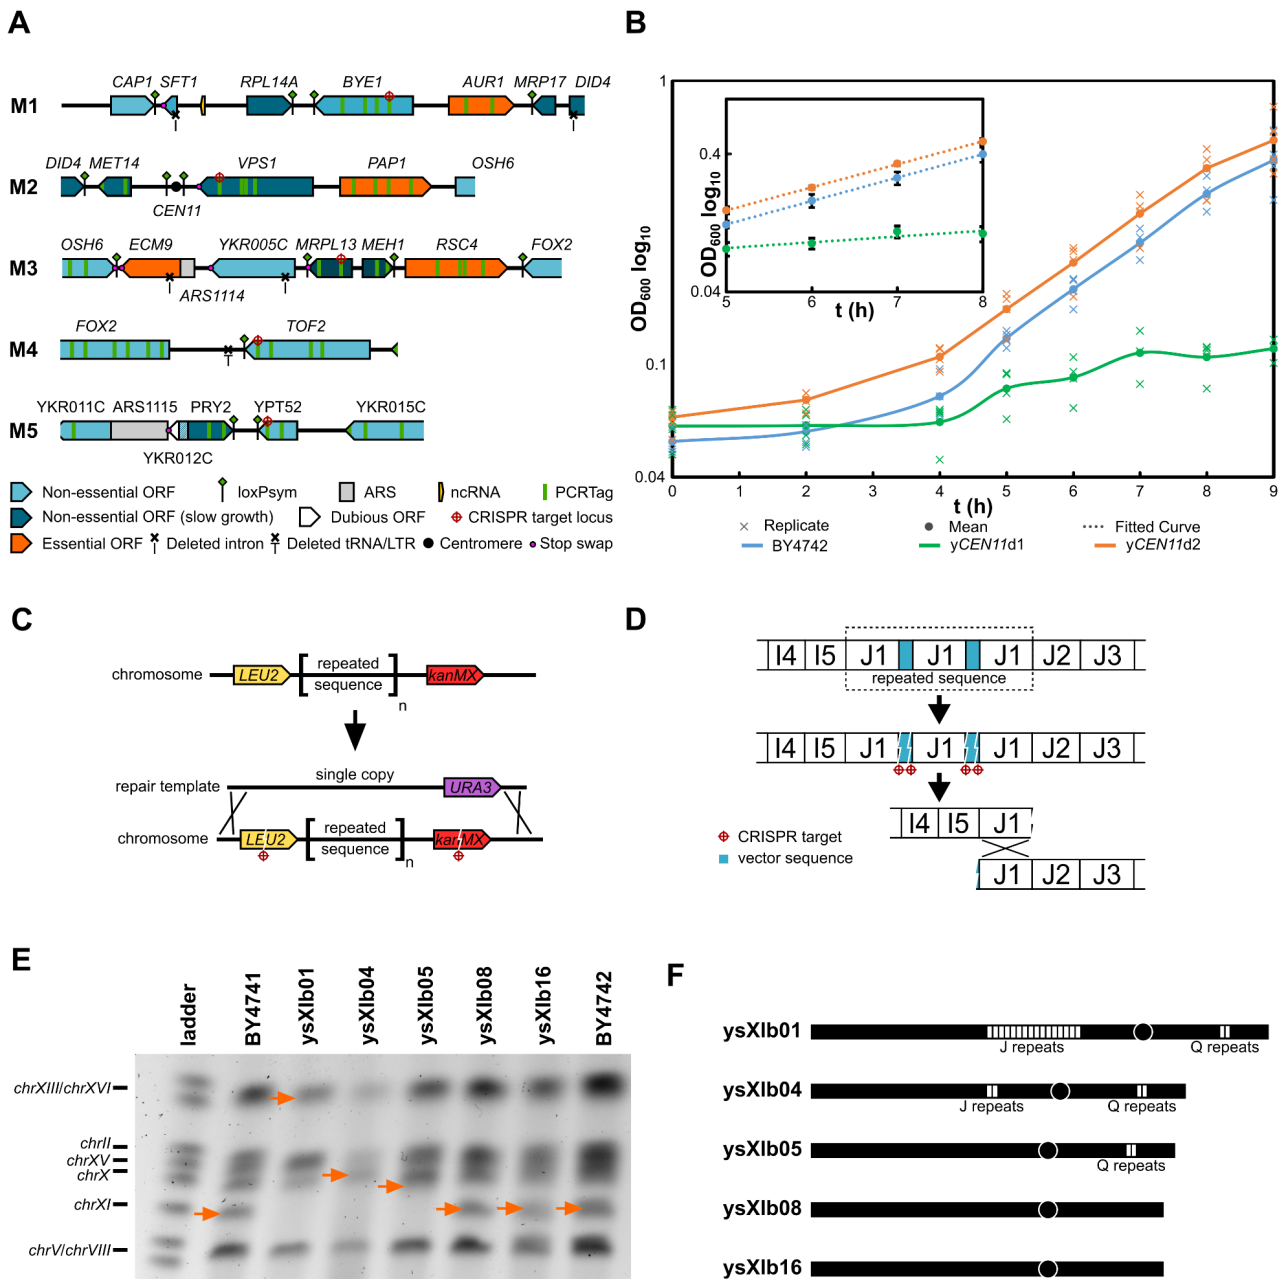 A
CAP1 SFT1 RPL14A BYE1 AUR1 MRP17 DID4
M1
DID4 MET14 VPS1 PAP1 OSH6
M2
CEN11
OSH6 ECM9 YKR005C MRPL13 MEH1 RSC4 FOX2
M3
ARS1114
FOX2 TOF2
M4
YKR011C ARS1115 PRY2 YPT52 YKR015C
M5
YKR012C
Non-essential ORF loxPsym ARS ncRNA PCRTag
Non-essential ORF (slow growth) Dubious ORF CRISPR target locus
Essential ORF Deleted intron Deleted tRNA/LTR Centromere Stop swap
B
1
0.1
0.04
OD600 log10
0 1 2 3 4 5 6 7 8 9
t (h)
0.4
0.04
OD600 log10
5 6 7 8
t (h)
Replicate Mean Fitted Curve
BY4742 yCEN11d1 yCEN11d2
C
chromosome LEU2 repeated sequence n kanMX
repair template single copy URA3
chromosome LEU2 repeated sequence n kanMX
D
I4 I5 J1 J1 J1 J2 J3
repeated sequence
I4 I5 J1 J1 J1 J2 J3
I4 I5 J1
J1 J2 J3
CRISPR target
vector sequence
E
ladder BY4741 ysXIb01 ysXIb04 ysXIb05 ysXIb08 ysXIb16 BY4742
chrXIII/chrXVI
chrII
chrXV
chrX
chrXI
chrV/chrVIII
F
ysXIb01
J repeats Q repeats
ysXIb04
J repeats Q repeats
ysXIb05
Q repeats
ysXIb08
ysXIb16